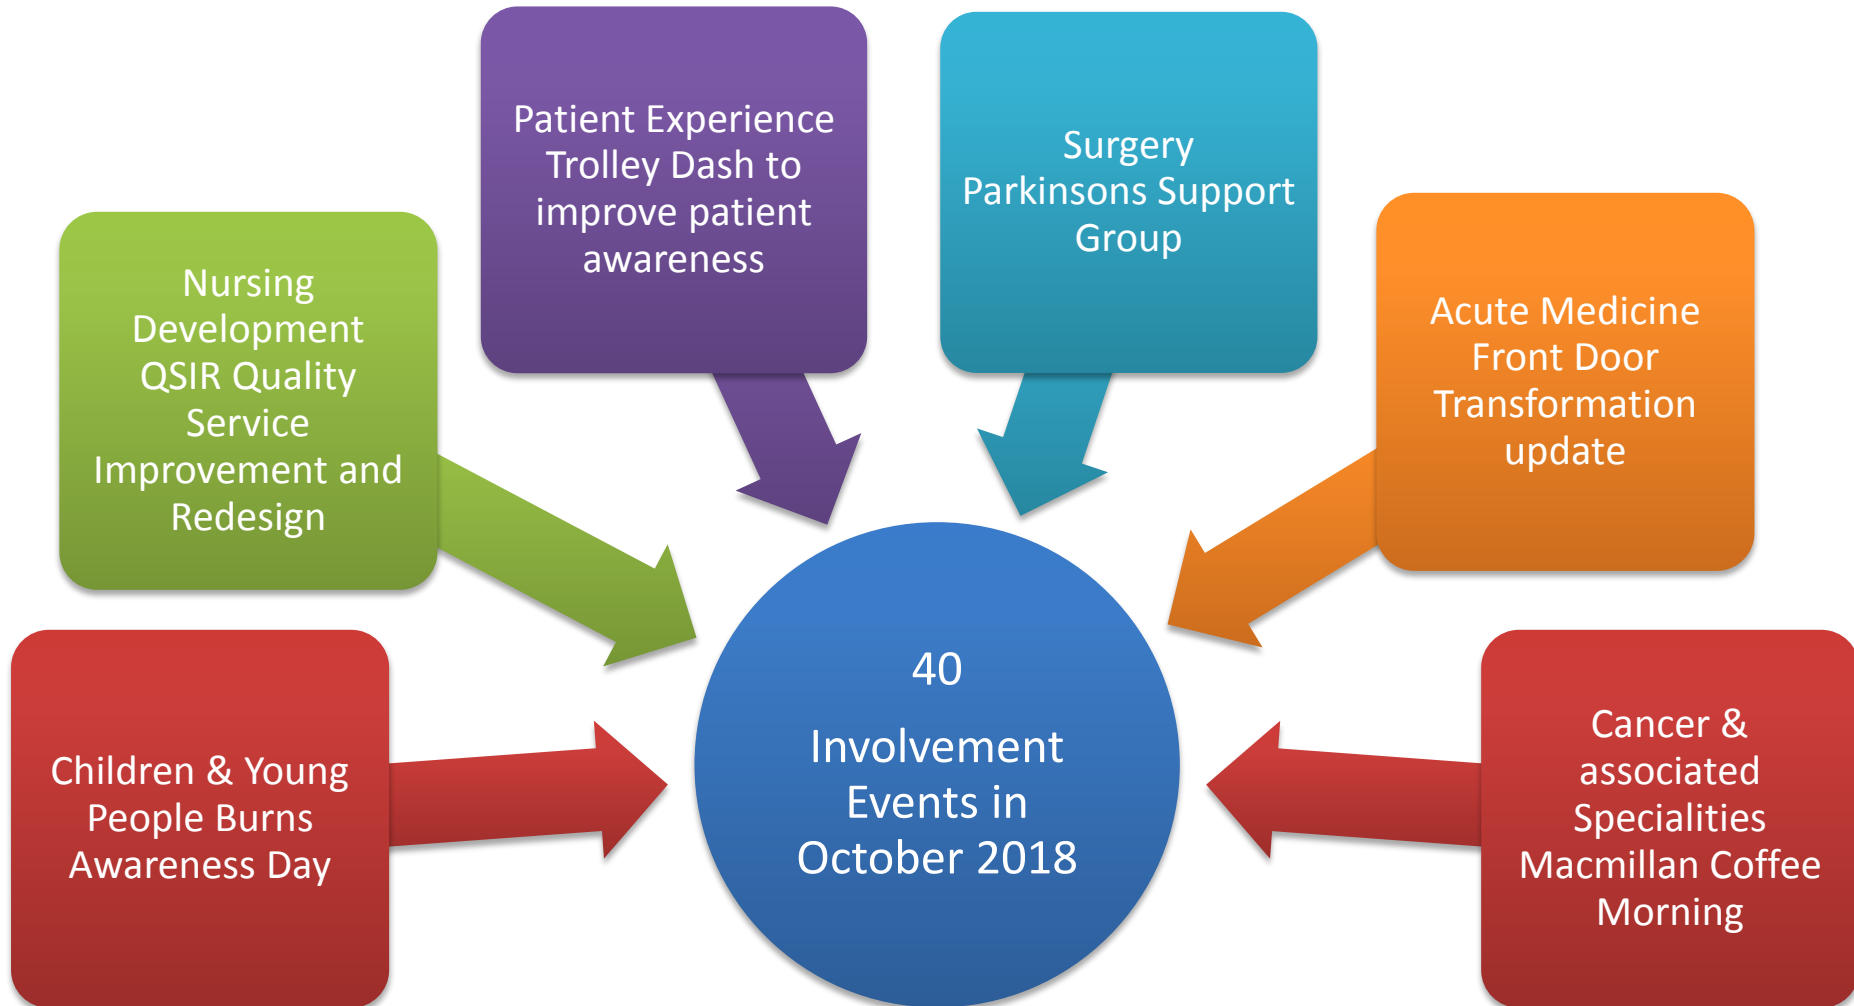 Patient Experience
Trolley Dash to
improve patient
awareness
Surgery
Parkinsons Support
Group
Nursing
Development
QSIR Quality
Service
Improvement and
Redesign
Acute Medicine
Front Door
Transformation
update
Children & Young
People Burns
Awareness Day
40
Involvement
Events in
October 2018
Cancer &
associated
Specialities
Macmillan Coffee
Morning